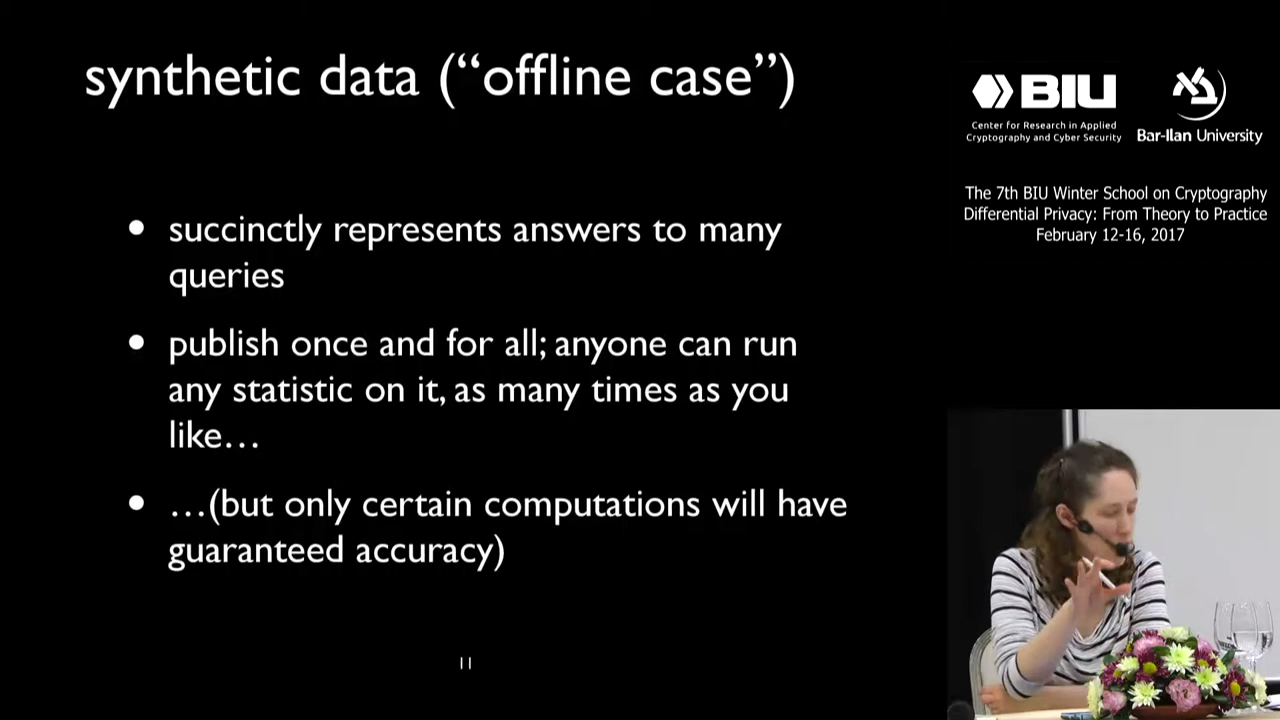 synthetic data (“offline case”)
• succinctly represents answers to many
queries
• publish once and for all; anyone can run
any statistic on it, as many times as you
like…
• …(but only certain computations will have
guaranteed accuracy)
11
BIU
Center for Research in Applied
Cryptography and Cyber Security
Bar-Ilan University
The 7th BIU Winter School on Cryptography
Differential Privacy: From Theory to Practice
February 12-16, 2017